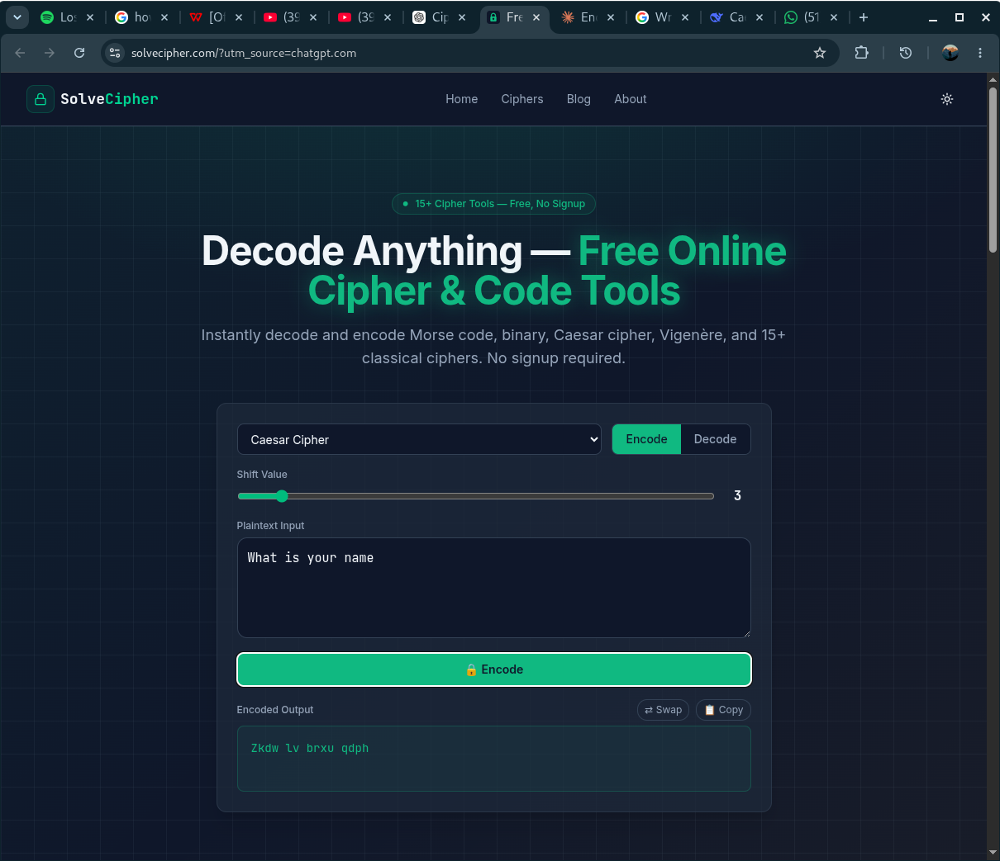 Los
hov
[Of
(39
(39
Cip
Fre
En
Wr
Ca
(51
solvecipher.com/?utm_source=chatgpt.com
SolveCipher
Home Ciphers Blog About
15+ Cipher Tools — Free, No Signup
Decode Anything — Free Online
Cipher & Code Tools
Instantly decode and encode Morse code, binary, Caesar cipher, Vigenère, and 15+
classical ciphers. No signup required.
Caesar Cipher
Encode Decode
Shift Value
3
Plaintext Input
What is your name
🔒 Encode
Encoded Output
⇄ Swap 📋 Copy
Zkdw lv brxu qdph